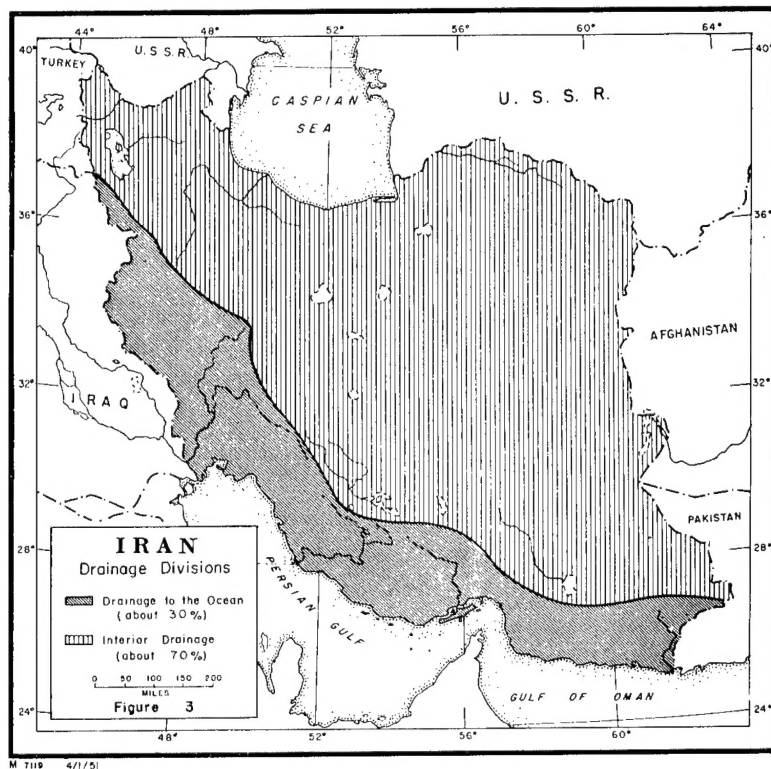 44°
48°
52°
56°
60°
64°
40°
40°
TURKEY
U.S.S.R.
CASPIAN
SEA
U.S.S.R.
36°
36°
AFGHANISTAN
32°
32°
IRAQ
PAKISTAN
28°
28°
IRAN
Drainage Divisions
Drainage to the Ocean
(about 30%)
Interior Drainage
(about 70%)
0 50 100 150 200
MILES
Figure 3
PERSIAN GULF
GULF OF OMAN
24°
24°
48°
52°
56°
60°
M 7119 4/1/51